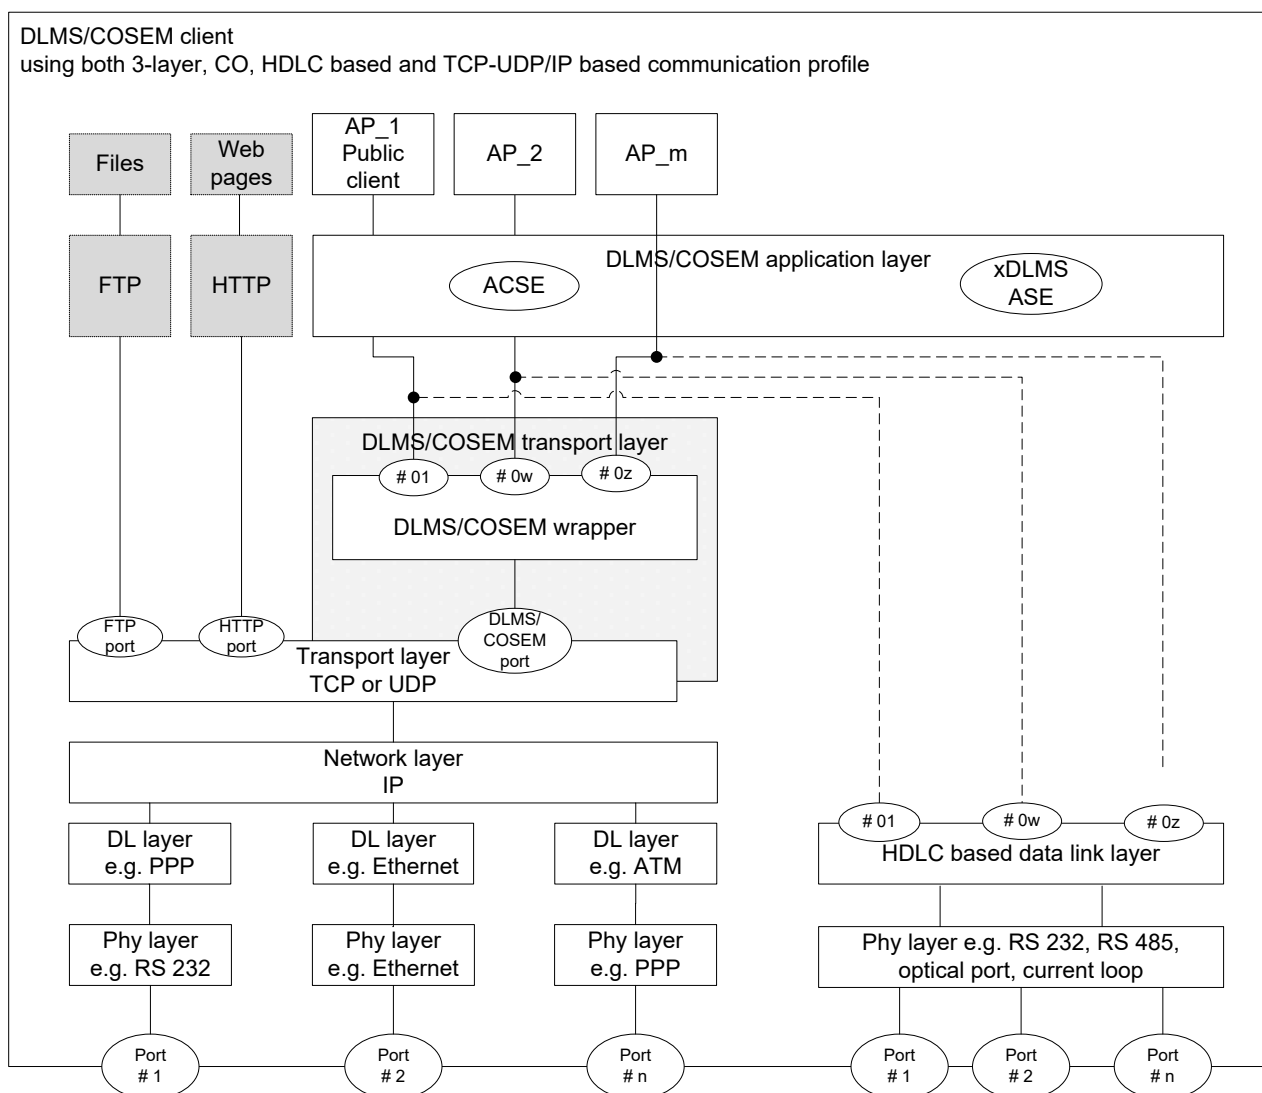 DLMS/COSEM client
using both 3-layer, CO, HDLC based and TCP-UDP/IP based communication profile
Files
Web
pages
AP_1
Public
client
AP_2
AP_m
FTP
HTTP
DLMS/COSEM application layer
ACSE
xDLMS
ASE
DLMS/COSEM transport layer
# 01
# 0w
# 0z
DLMS/COSEM wrapper
FTP
port
HTTP
port
DLMS/
COSEM
port
Transport layer
TCP or UDP
Network layer
IP
DL layer
e.g. PPP
DL layer
e.g. Ethernet
DL layer
e.g. ATM
# 01
# 0w
# 0z
HDLC based data link layer
Phy layer
e.g. RS 232
Phy layer
e.g. Ethernet
Phy layer
e.g. PPP
Phy layer e.g. RS 232, RS 485,
optical port, current loop
Port
# 1
Port
# 2
Port
# n
Port
# 1
Port
# 2
Port
# n